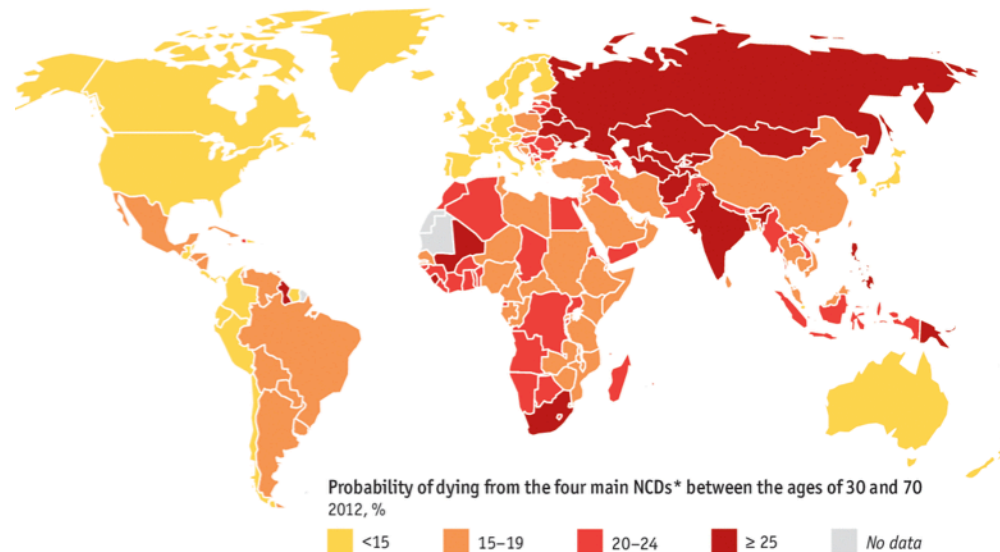 Probability of dying from the four main NCDs* between the ages of 30 and 70
2012, %
<15 15–19 20–24 ≥ 25 No data